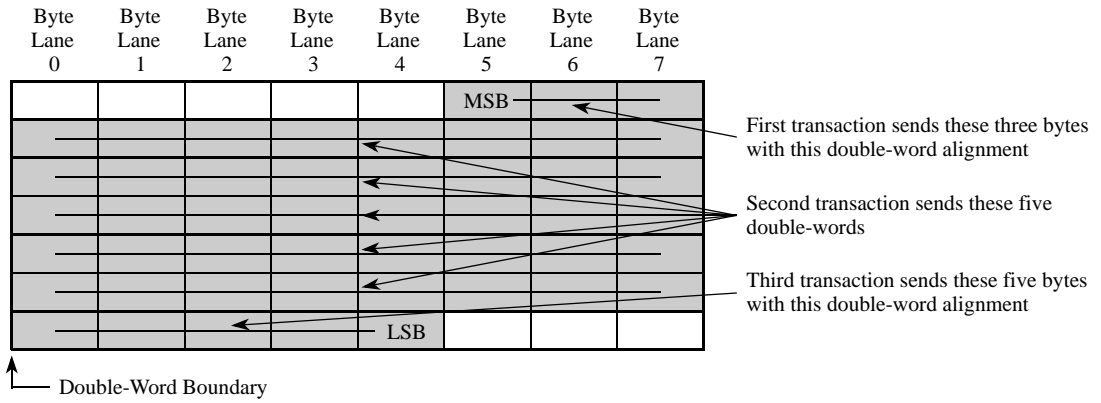 Byte Byte Byte Byte Byte Byte Byte Byte
Lane Lane Lane Lane Lane Lane Lane Lane
0 1 2 3 4 5 6 7
MSB
First transaction sends these three bytes
with this double-word alignment
Second transaction sends these five
double-words
Third transaction sends these five bytes
with this double-word alignment
LSB
Double-Word Boundary